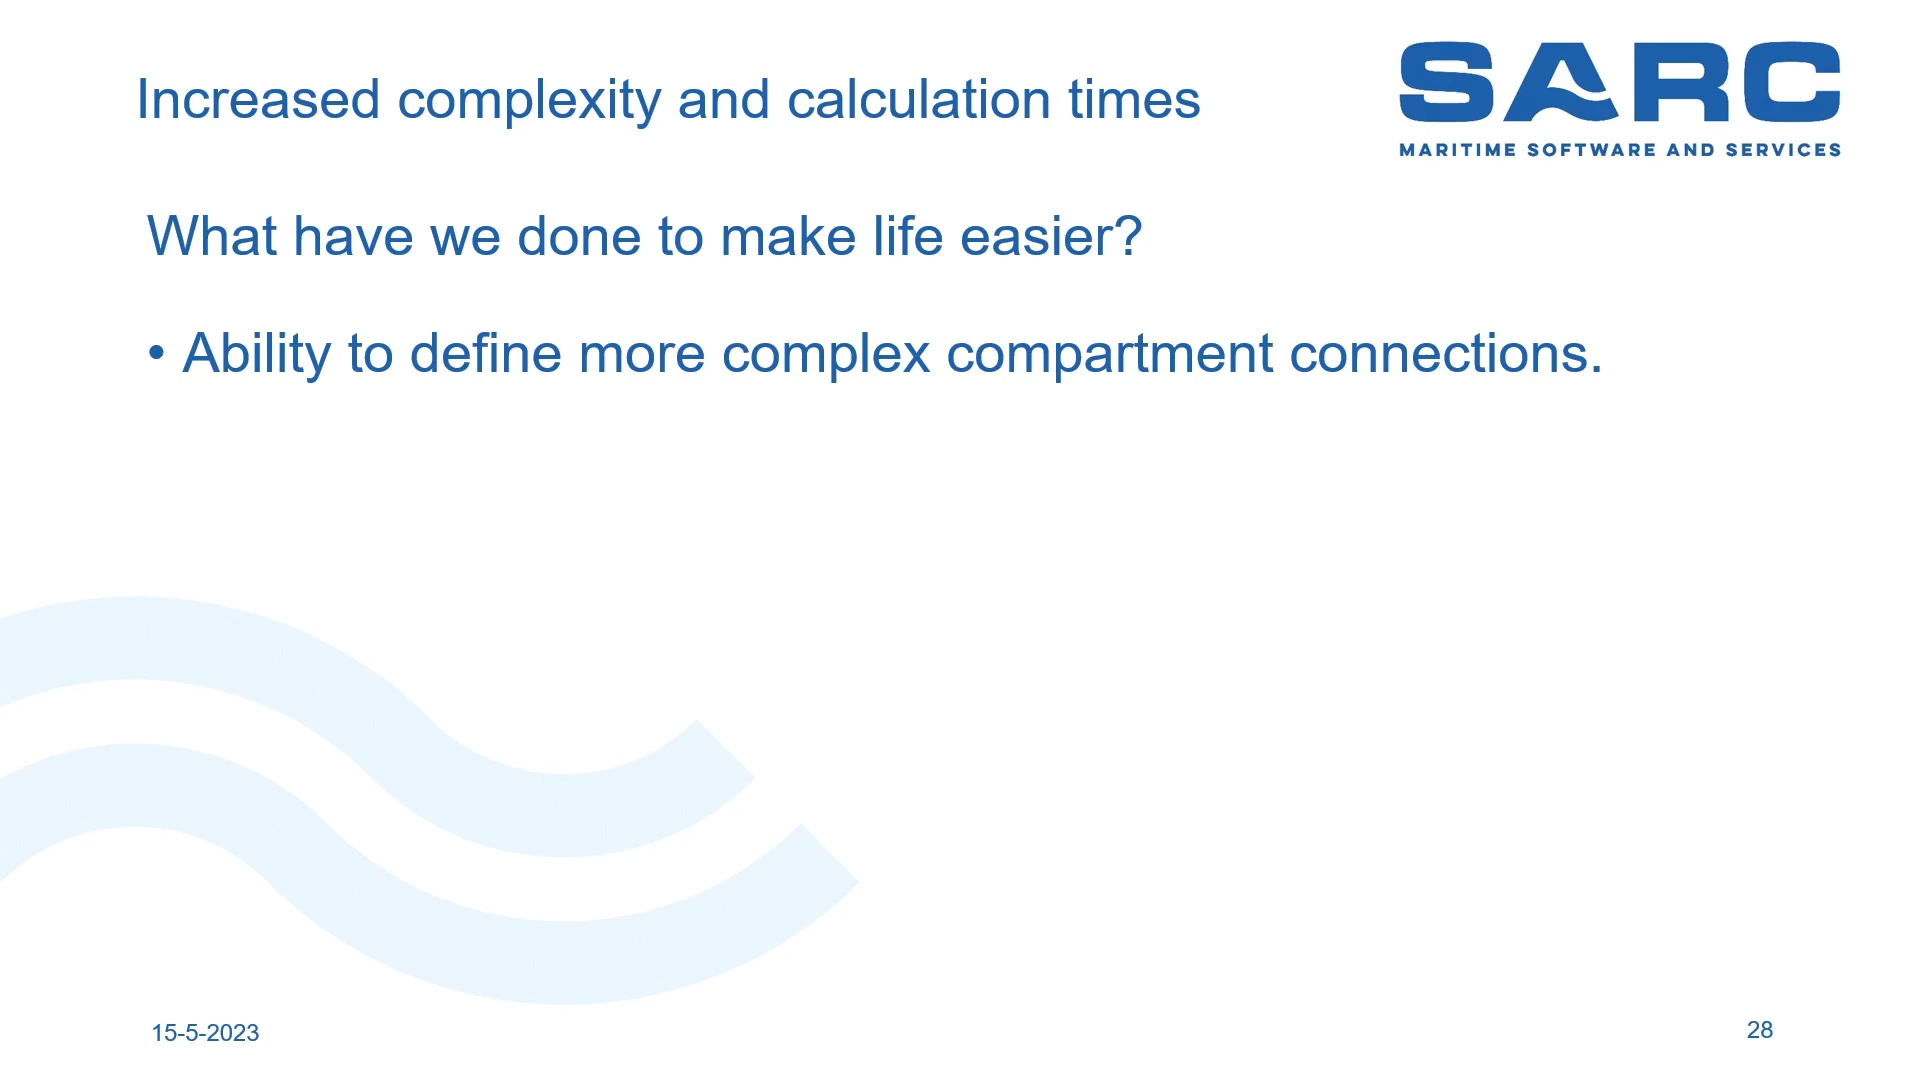 SARC
MARITIME SOFTWARE AND SERVICES
Increased complexity and calculation times
What have we done to make life easier?
• Ability to define more complex compartment connections.
15-5-2023
28